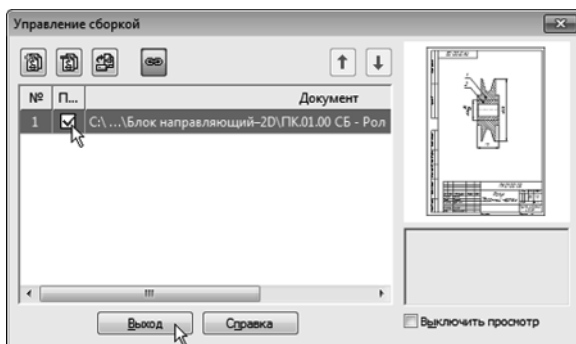 Управление сборкой
№ П... Документ
1 C:\ ...\Блок направляющий–2D\ПК.01.00 СБ - Рол
Выход Справка
Выключить просмотр